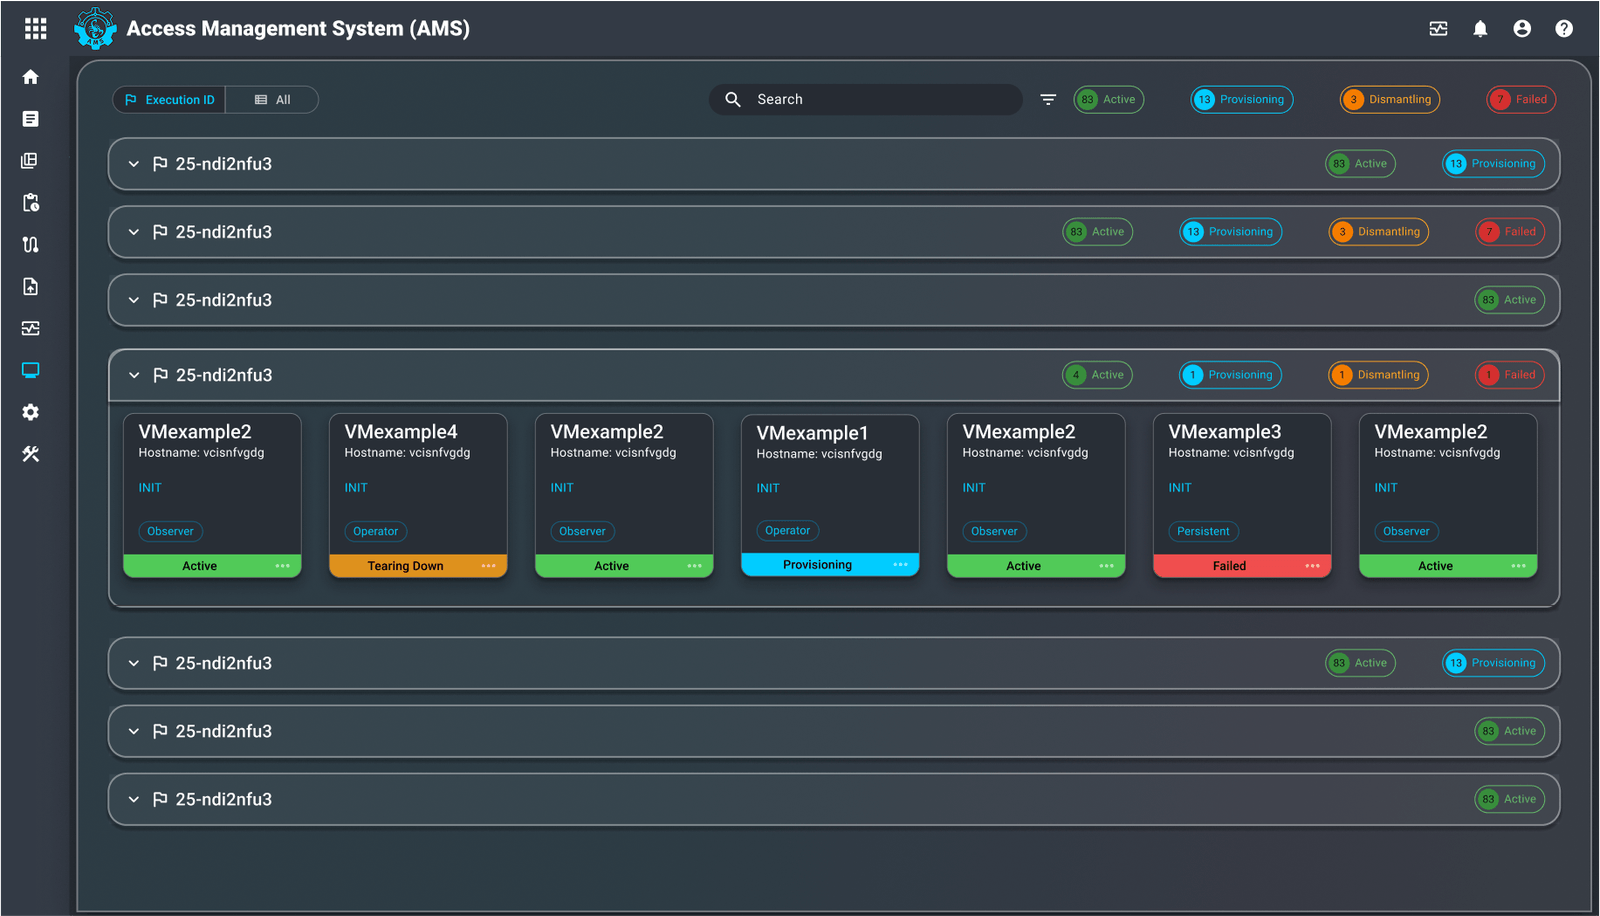 AMS
Access Management System (AMS)
Execution ID
All
Search
83 Active
13 Provisioning
3 Dismantling
7 Failed
25-ndi2nfu3
83 Active
13 Provisioning
25-ndi2nfu3
83 Active
13 Provisioning
3 Dismantling
7 Failed
25-ndi2nfu3
83 Active
25-ndi2nfu3
4 Active
1 Provisioning
1 Dismantling
1 Failed
VMexample2
Hostname: vcisnfvgdg
INIT
Observer
Active
VMexample4
Hostname: vcisnfvgdg
INIT
Operator
Tearing Down
VMexample2
Hostname: vcisnfvgdg
INIT
Observer
Active
VMexample1
Hostname: vcisnfvgdg
INIT
Operator
Provisioning
VMexample2
Hostname: vcisnfvgdg
INIT
Observer
Active
VMexample3
Hostname: vcisnfvgdg
INIT
Persistent
Failed
VMexample2
Hostname: vcisnfvgdg
INIT
Observer
Active
25-ndi2nfu3
83 Active
13 Provisioning
25-ndi2nfu3
83 Active
25-ndi2nfu3
83 Active